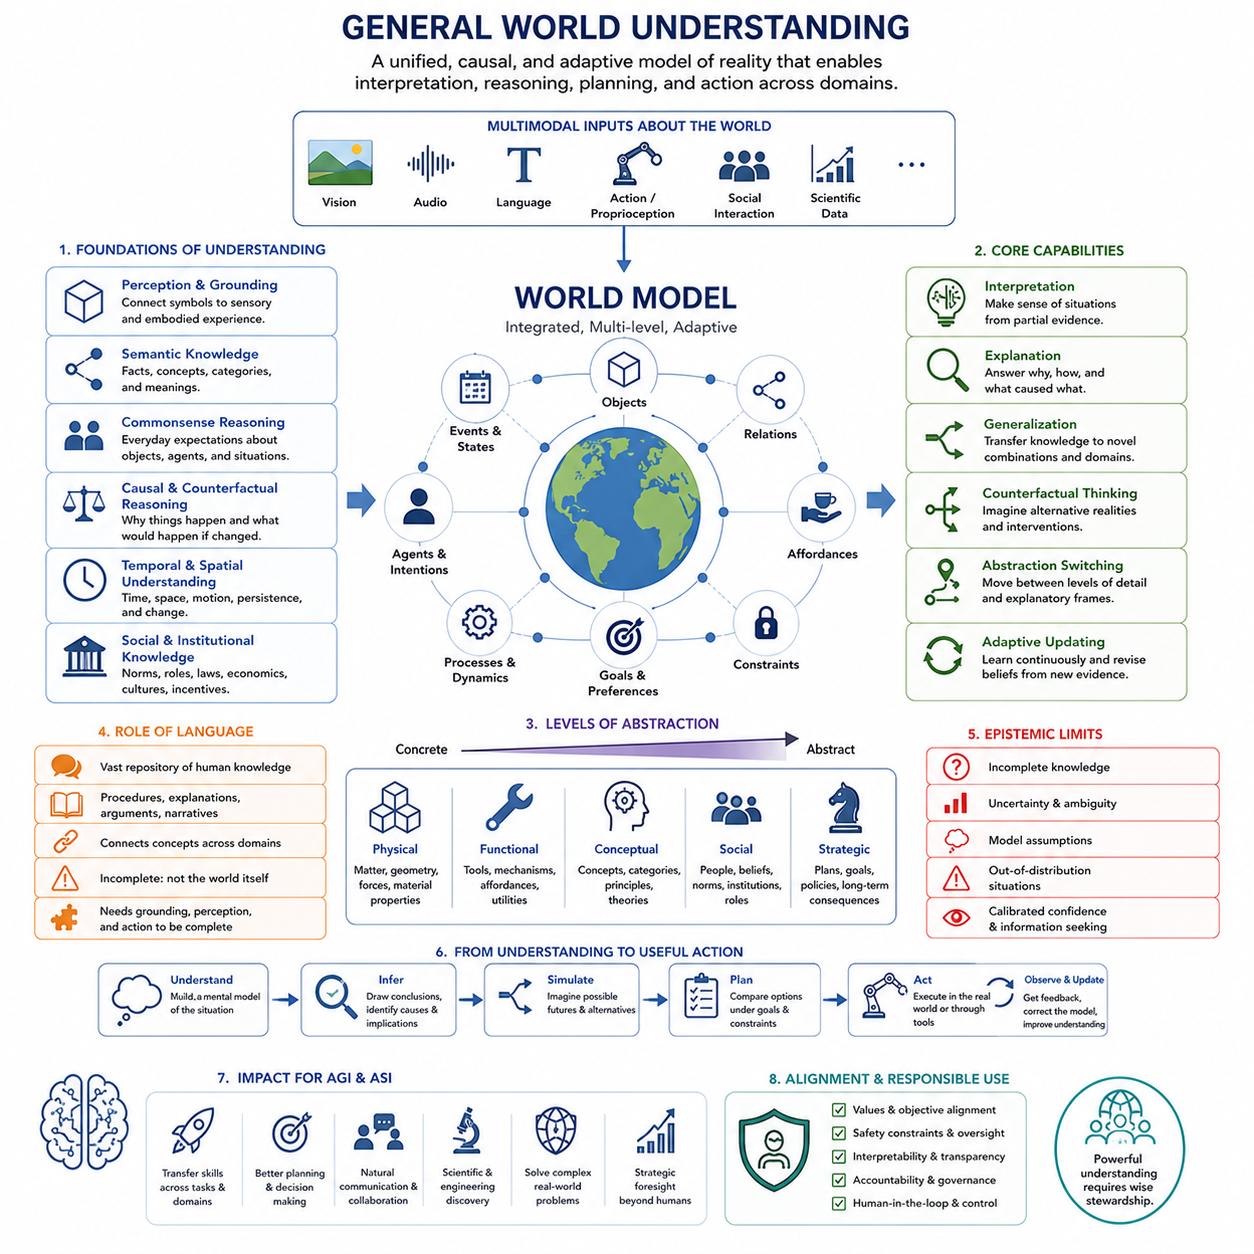 GENERAL WORLD UNDERSTANDING
A unified, causal, and adaptive model of reality that enables
interpretation, reasoning, planning, and action across domains.
MULTIMODAL INPUTS ABOUT THE WORLD
Vision
Audio
T
Language
Action /
Proprioception
Social
Interaction
Scientific
Data
...
1. FOUNDATIONS OF UNDERSTANDING
Perception & Grounding
Connect symbols to sensory
and embodied experience.
Semantic Knowledge
Facts, concepts, categories,
and meanings.
Commonsense Reasoning
Everyday expectations about
objects, agents, and situations.
Causal & Counterfactual
Reasoning
Why things happen and what
would happen if changed.
Temporal & Spatial
Understanding
Time, space, motion, persistence,
and change.
Social & Institutional
Knowledge
Norms, roles, laws, economics,
cultures, incentives.
WORLD MODEL
Integrated, Multi-level, Adaptive
Objects
Relations
Affordances
Constraints
Goals &
Preferences
Processes &
Dynamics
Agents &
Intentions
Events &
States
2. CORE CAPABILITIES
Interpretation
Make sense of situations
from partial evidence.
Explanation
Answer why, how, and
what caused what.
Generalization
Transfer knowledge to novel
combinations and domains.
Counterfactual Thinking
Imagine alternative realities
and interventions.
Abstraction Switching
Move between levels of detail
and explanatory frames.
Adaptive Updating
Learn continuously and revise
beliefs from new evidence.
3. LEVELS OF ABSTRACTION
Concrete
Abstract
Physical
Matter, geometry,
forces, material
properties
Functional
Tools, mechanisms,
affordances,
utilities
Conceptual
Concepts, categories,
principles,
theories
Social
People, beliefs,
norms, institutions,
roles
Strategic
Plans, goals,
policies, long-term
consequences
4. ROLE OF LANGUAGE
Vast repository of human knowledge
Procedures, explanations,
arguments, narratives
Connects concepts across domains
Incomplete: not the world itself
Needs grounding, perception,
and action to be complete
5. EPISTEMIC LIMITS
?
Incomplete knowledge
Uncertainty & ambiguity
Model assumptions
Out-of-distribution
situations
Calibrated confidence
& information seeking
6. FROM UNDERSTANDING TO USEFUL ACTION
Understand
Muild,a mental model
of the situation
Infer
Draw conclusions,
identify causes &
implications
Simulate
Imagine possible
futures & alternatives
Plan
Compare options
under goals &
constraints
Act
Execute in the real
world or through
tools
Observe & Update
Get feedback,
correct the model,
improve understanding
7. IMPACT FOR AGI & ASI
Transfer skills
across tasks &
domains
Better planning
& decision
making
Natural
communication &
collaboration
Scientific &
engineering
discovery
Solve complex
real-world
problems
Strategic
foresight
beyond humans
8. ALIGNMENT & RESPONSIBLE USE
Values & objective alignment
Safety constraints & oversight
Interpretability & transparency
Accountability & governance
Human-in-the-loop & control
Powerful
understanding
requires wise
stewardship.